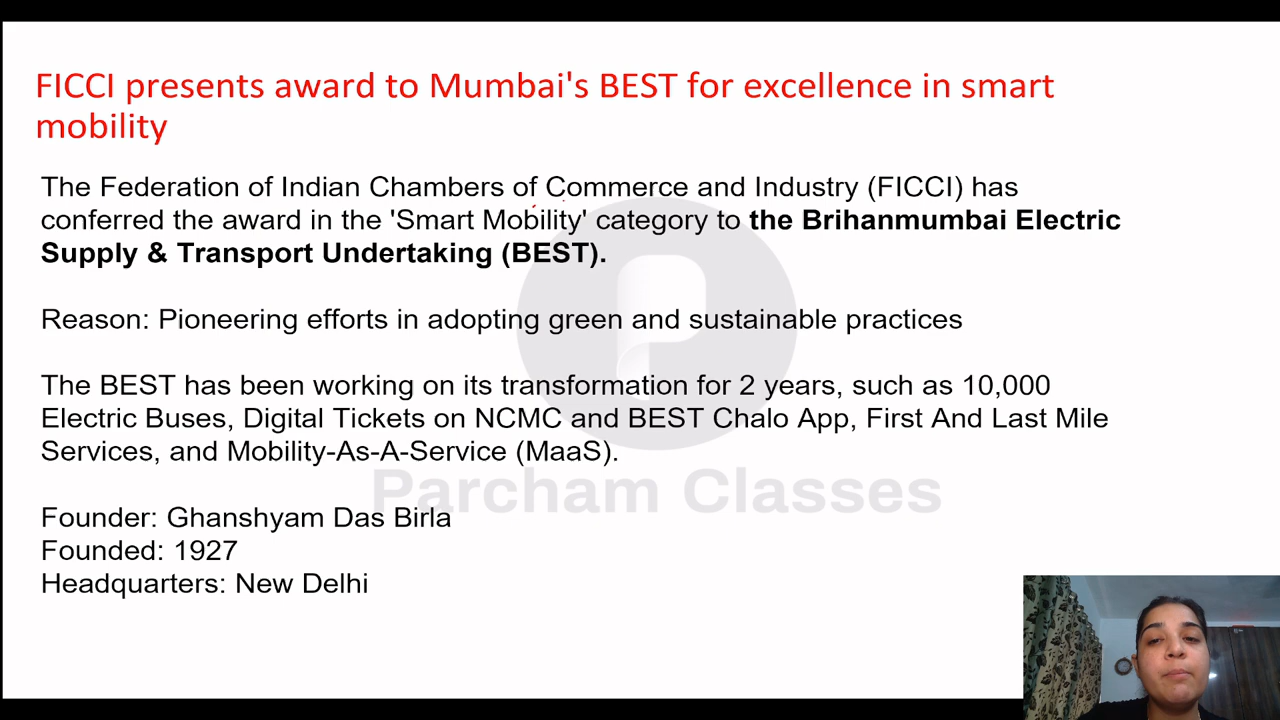 FICCI presents award to Mumbai's BEST for excellence in smart
mobility
The Federation of Indian Chambers of Commerce and Industry (FICCI) has
conferred the award in the 'Smart Mobility' category to the Brihanmumbai Electric
Supply & Transport Undertaking (BEST).
Reason: Pioneering efforts in adopting green and sustainable practices
The BEST has been working on its transformation for 2 years, such as 10,000
Electric Buses, Digital Tickets on NCMC and BEST Chalo App, First And Last Mile
Services, and Mobility-As-A-Service (MaaS).
Parcham Classes
Founder: Ghanshyam Das Birla
Founded: 1927
Headquarters: New Delhi